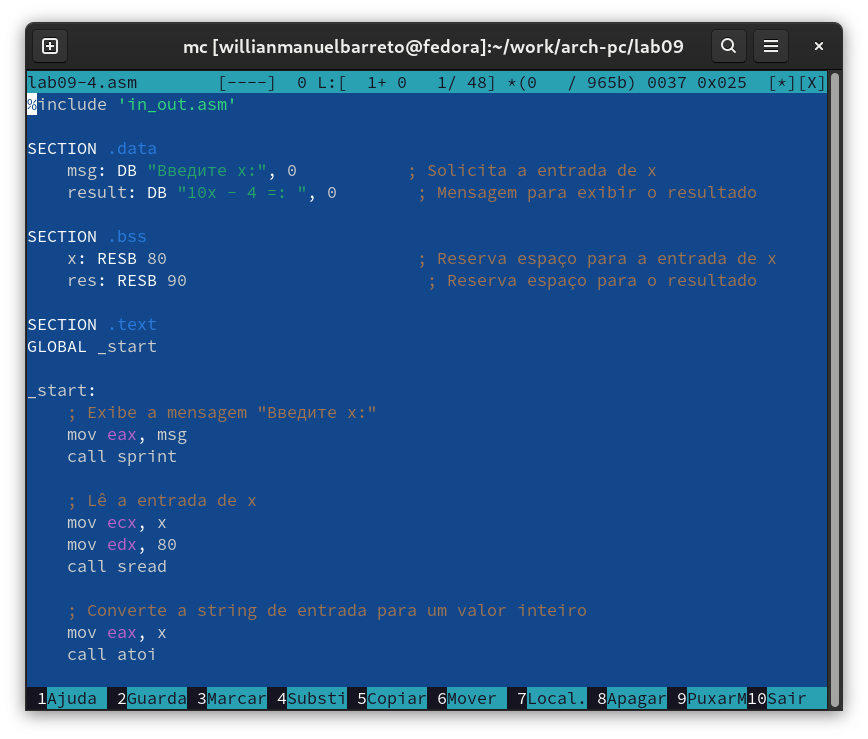 mc [willianmanuelbarreto@fedora]:~/work/arch-pc/lab09
lab09-4.asm        [----]  0 L:[  1+ 0   1/ 48] *(0   / 965b) 0037 0x025  [*][X]
%include 'in_out.asm'
SECTION .data
    msg: DB "Введите x:", 0           ; Solicita a entrada de x
    result: DB "10x - 4 =: ", 0        ; Mensagem para exibir o resultado
SECTION .bss
    x: RESB 80                         ; Reserva espaço para a entrada de x
    res: RESB 90                        ; Reserva espaço para o resultado
SECTION .text
GLOBAL _start
_start:
    ; Exibe a mensagem "Введите x:"
    mov eax, msg
    call sprint
    ; Lê a entrada de x
    mov ecx, x
    mov edx, 80
    call sread
    ; Converte a string de entrada para um valor inteiro
    mov eax, x
    call atoi
1Ajuda  2Guarda 3Marcar 4Substi 5Copiar 6Mover  7Local. 8Apagar 9PuxarM10Sair